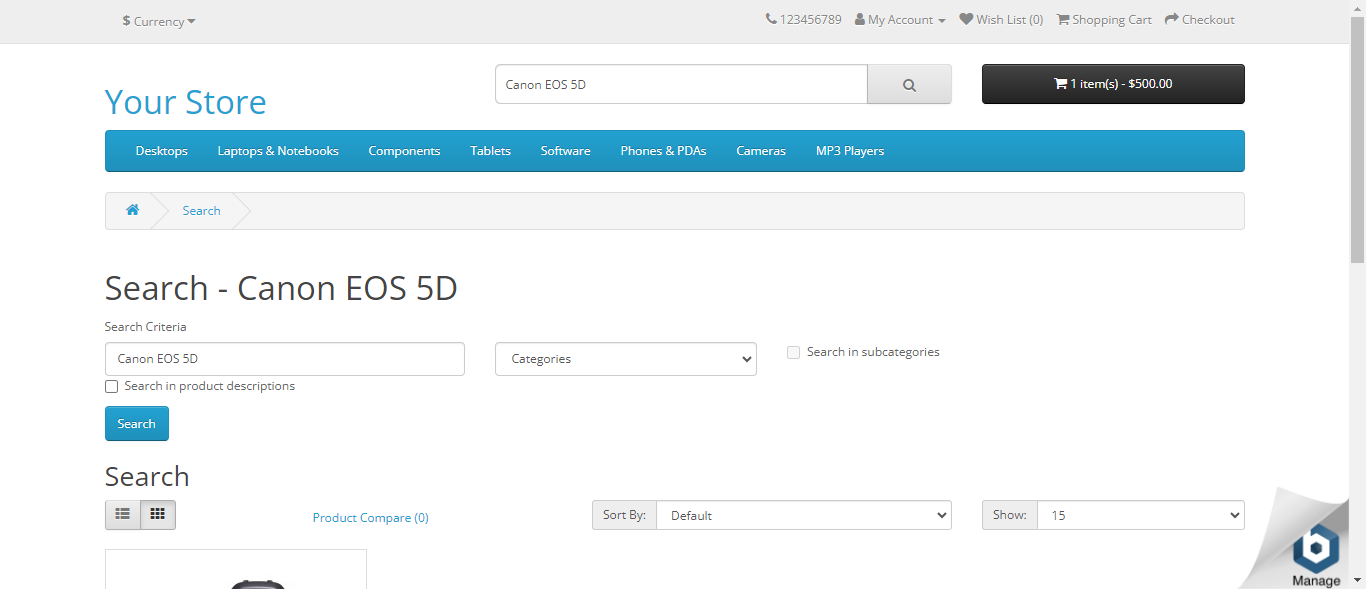 $ Currency
123456789 My Account Wish List (0) Shopping Cart Checkout
Your Store
Canon EOS 5D
1 item(s) - $500.00
Desktops Laptops & Notebooks Components Tablets Software Phones & PDAs Cameras MP3 Players
Search
Search - Canon EOS 5D
Search Criteria
Canon EOS 5D Categories Search in subcategories
Search in product descriptions
Search
Search
Product Compare (0) Sort By: Default Show: 15
b
Manage